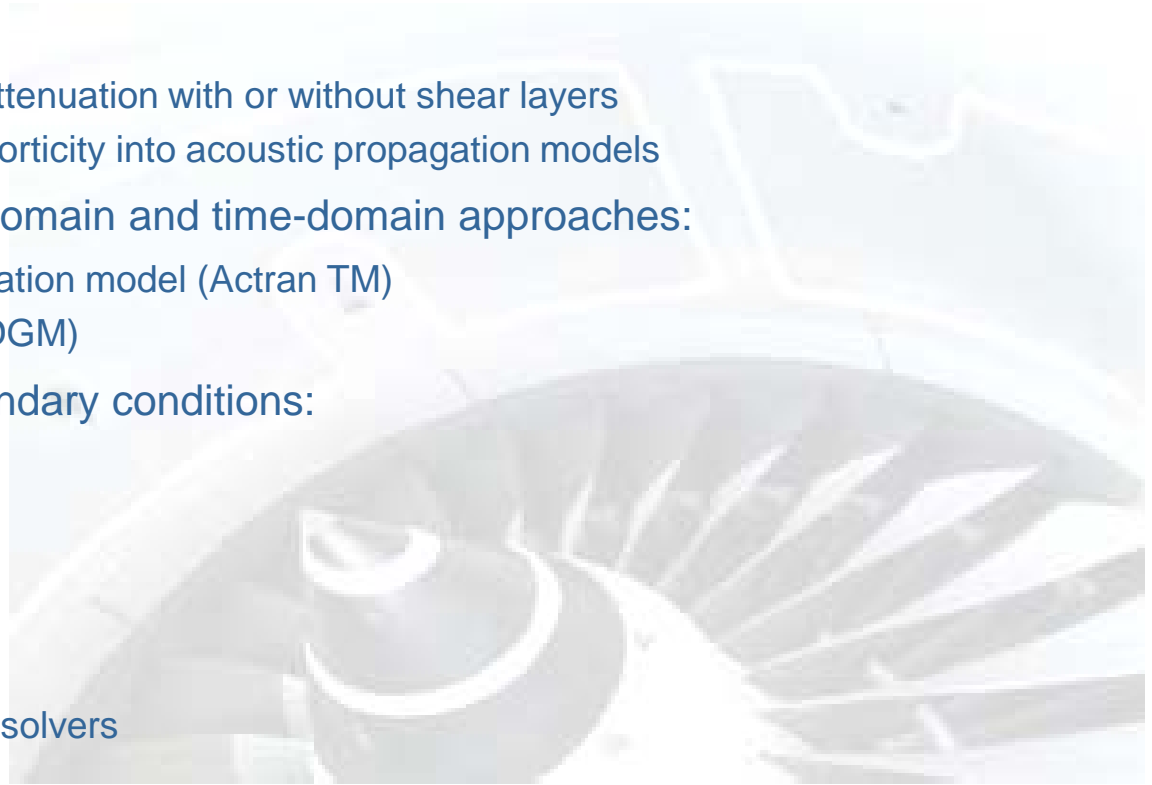 ttenuation with or without shear layers
orticity into acoustic propagation models
omain and time-domain approaches:
ation model (Actran TM)
DGM)
ndary conditions:
solvers